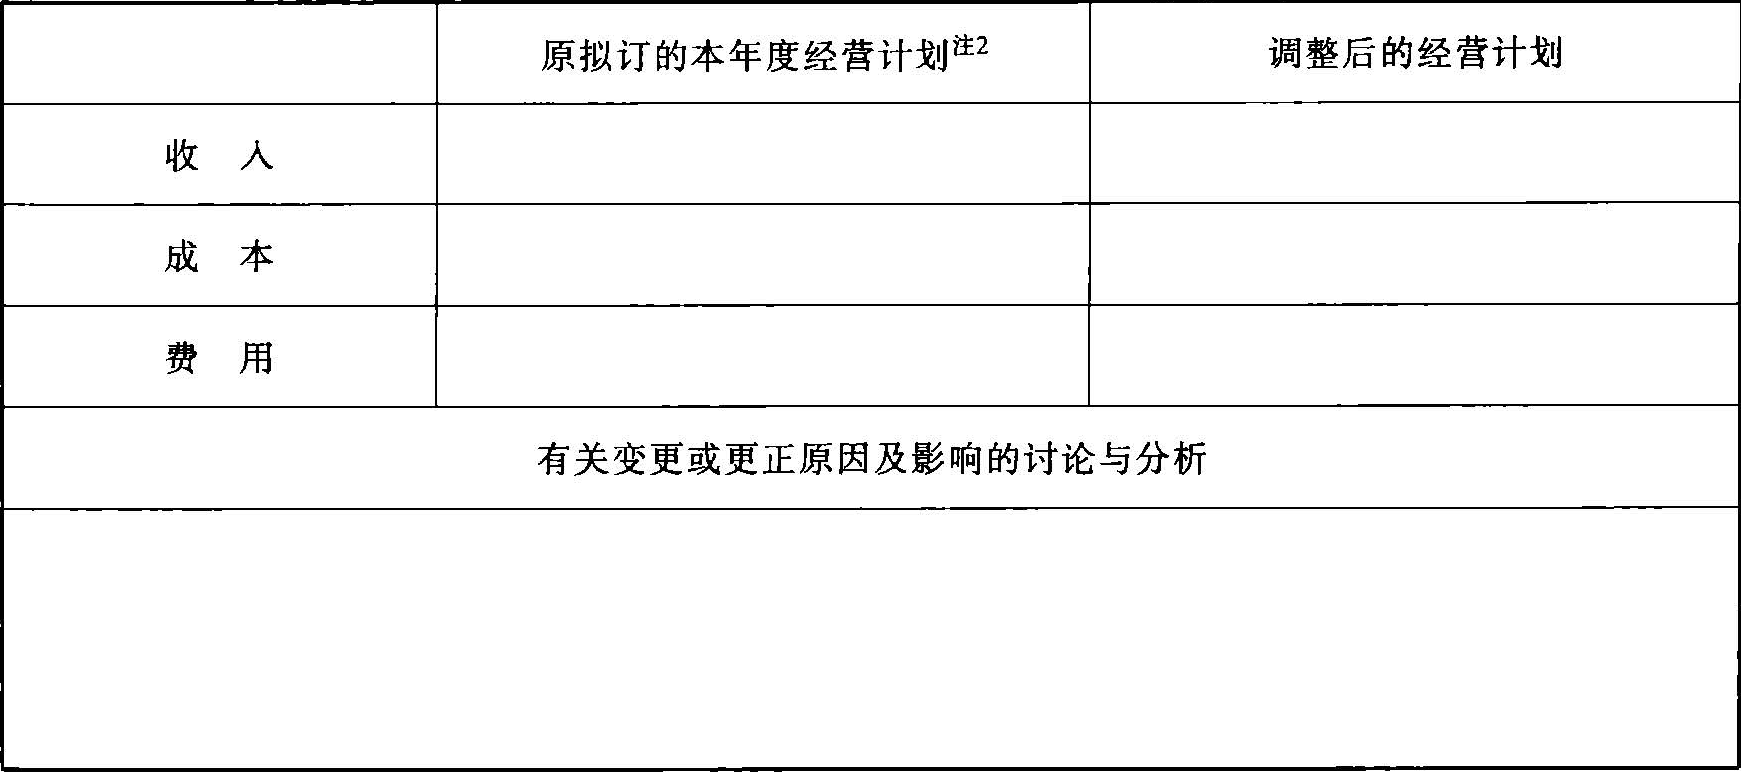 原拟订的本年度经营计划注2 调整后的经营计划
收 入
成 本
费 用
有关变更或更正原因及影响的讨论与分析